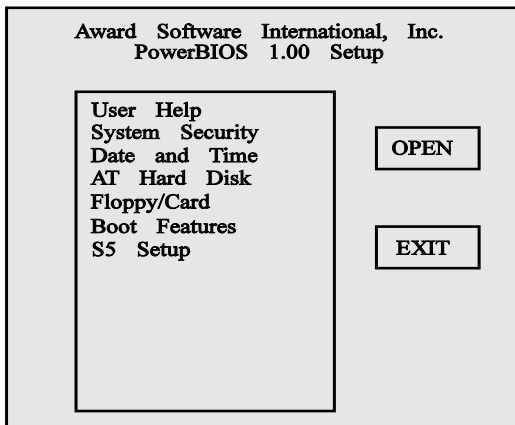 Award Software International, Inc.
PowerBIOS 1.00 Setup
User Help
System Security
Date and Time
AT Hard Disk
Floppy/Card
Boot Features
S5 Setup
OPEN
EXIT